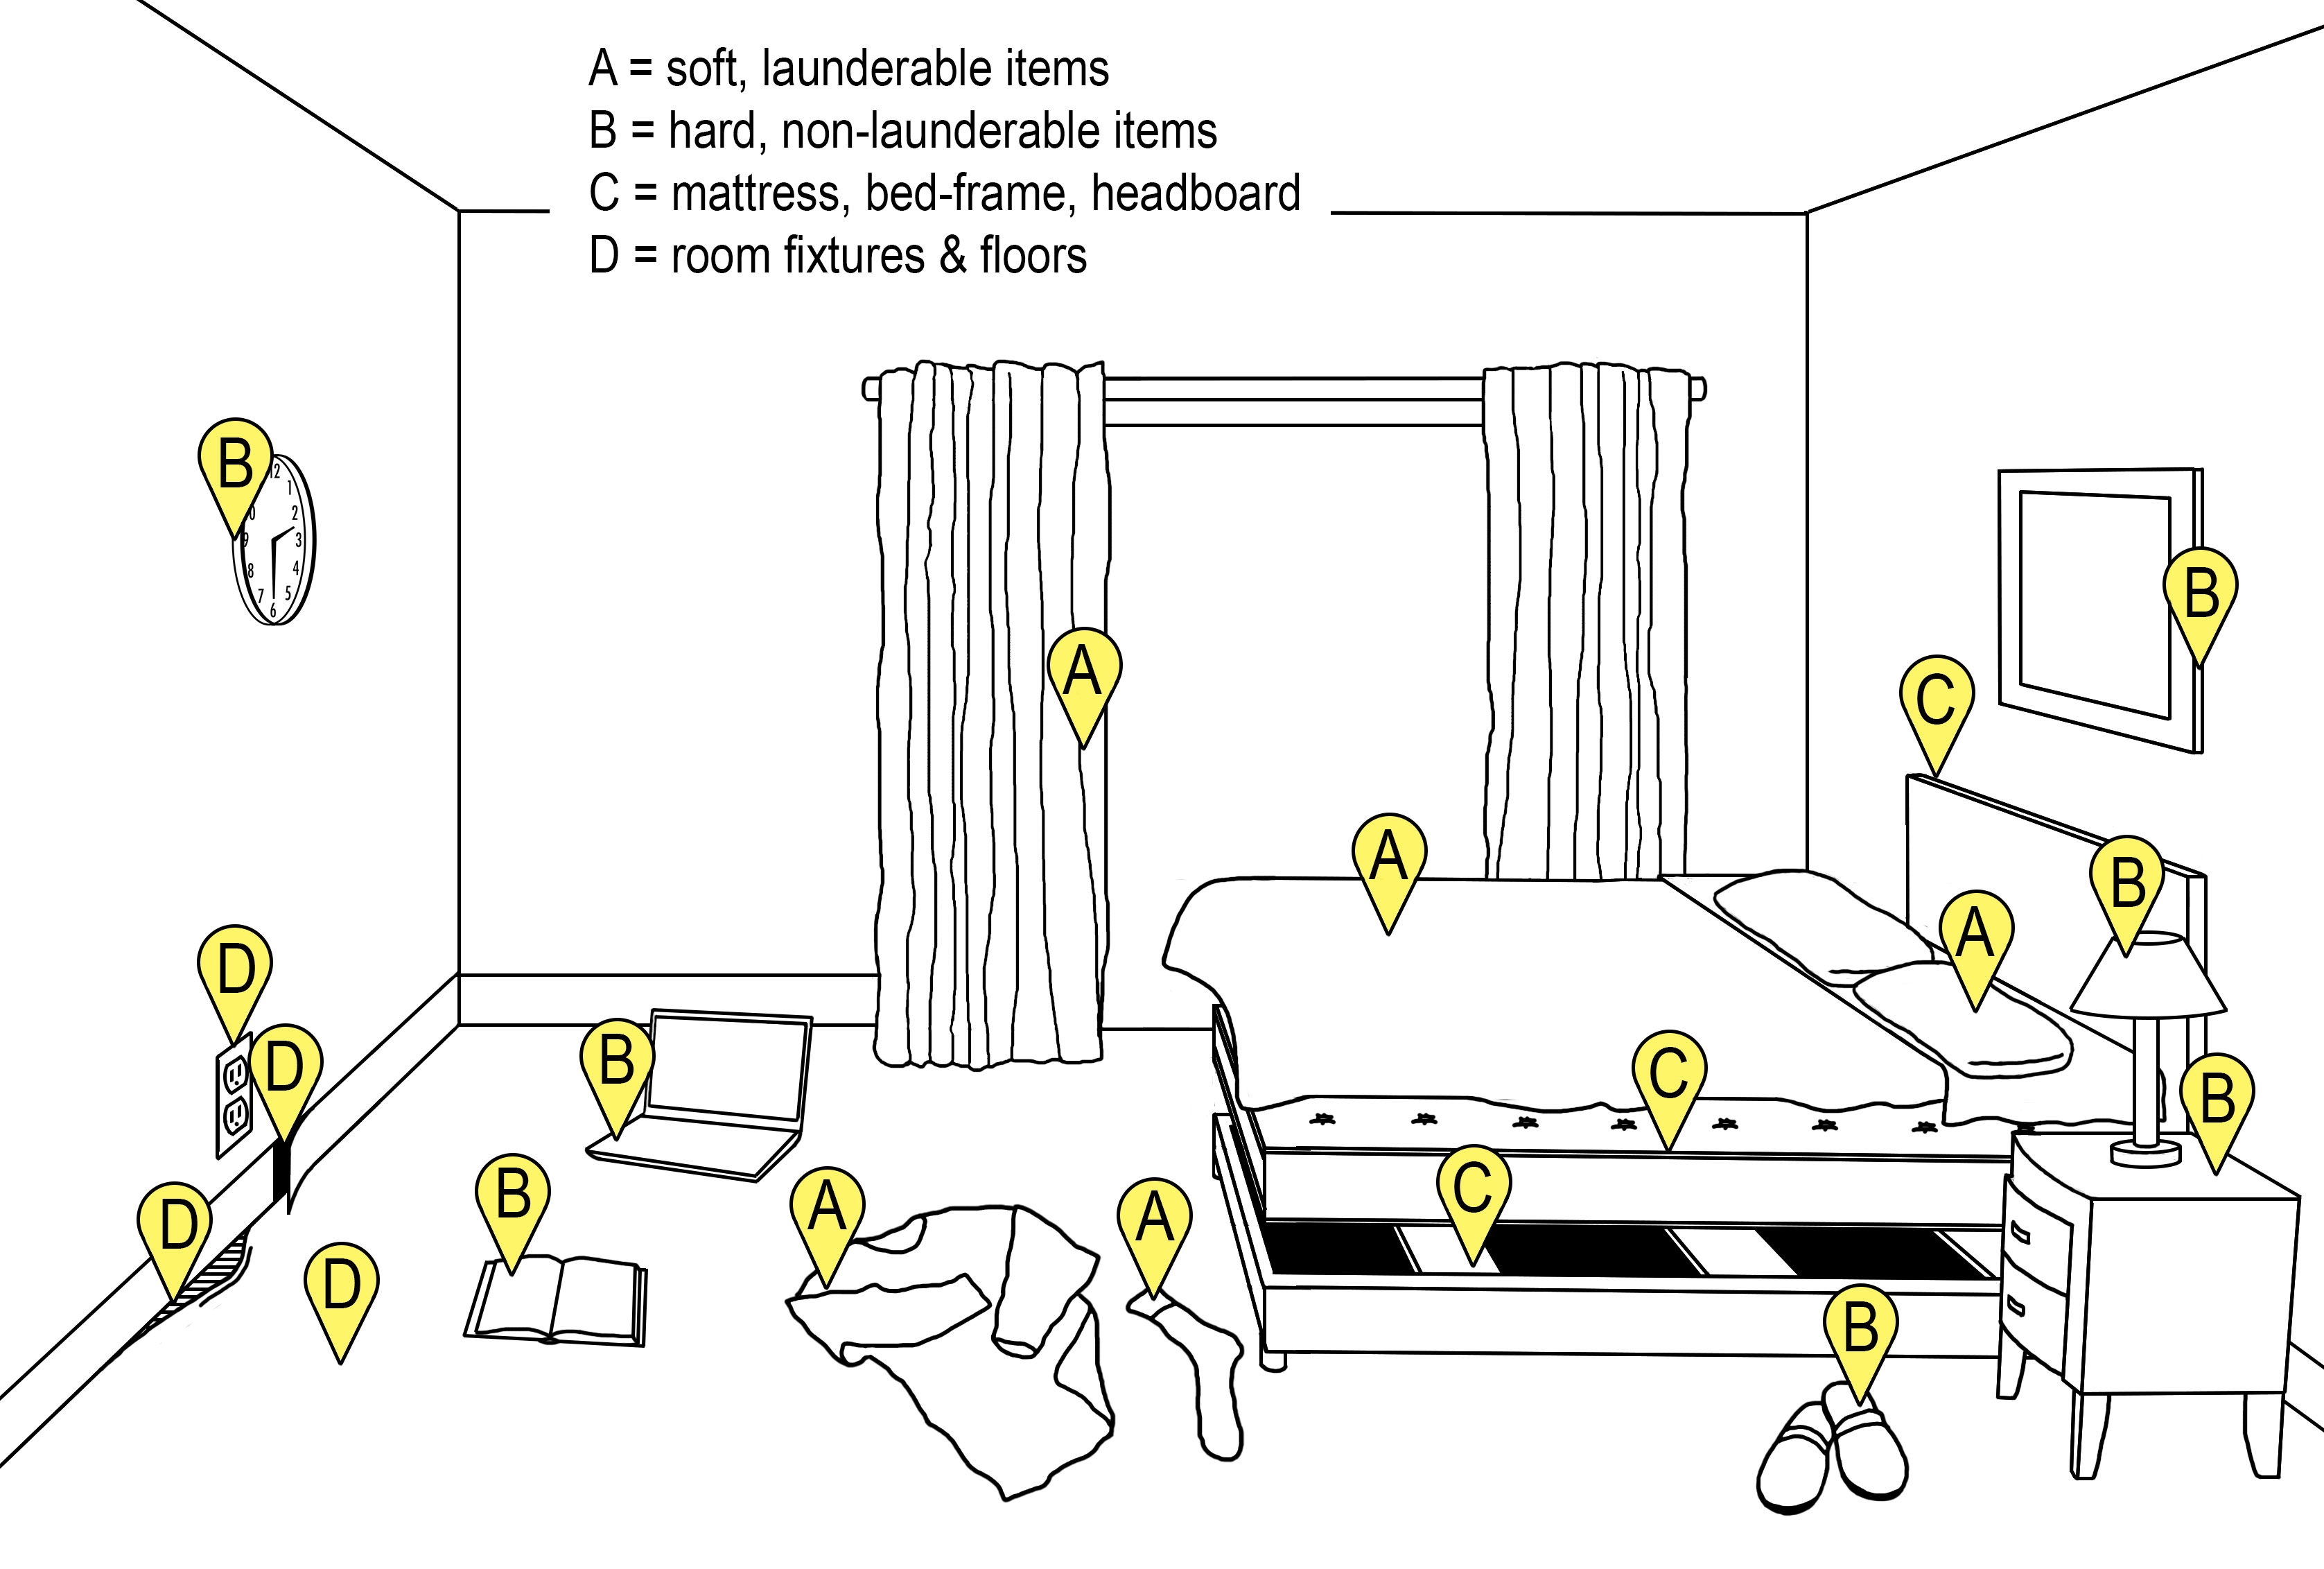 A = soft, launderable items
B = hard, non-launderable items
C = mattress, bed-frame, headboard
D = room fixtures & floors
B
12
1
0
2
9
3
8
4
7
5
6
B
A
C
A
B
A
D
D
B
C
B
B
C
A
A
D
D
B